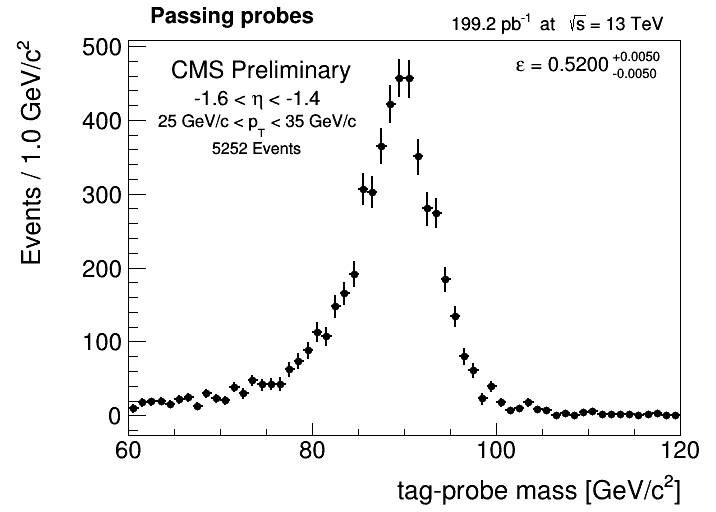 Passing probes
199.2 pb⁻¹ at √s = 13 TeV
CMS Preliminary
ε = 0.5200 +0.0050 -0.0050
-1.6 < η < -1.4
25 GeV/c < p_T < 35 GeV/c
5252 Events
Events / 1.0 GeV/c²
500
400
300
200
100
0
60 80 100 120
tag-probe mass [GeV/c²]